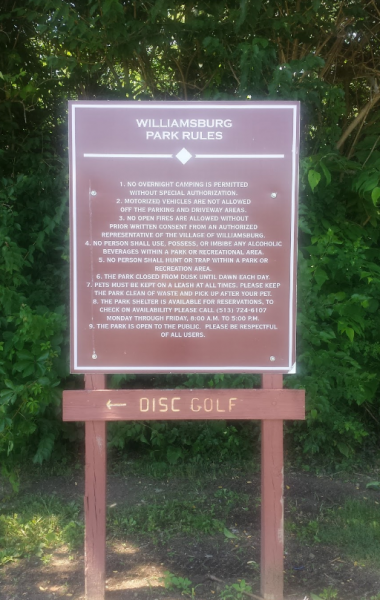 WILLIAMSBURG
PARK RULES
1. NO OVERNIGHT CAMPING IS PERMITTED
WITHOUT SPECIAL AUTHORIZATION.
2. MOTORIZED VEHICLES ARE NOT ALLOWED
OFF THE PARKING AND DRIVEWAY AREAS.
3. NO OPEN FIRES ARE ALLOWED WITHOUT
PRIOR WRITTEN CONSENT FROM AN AUTHORIZED
REPRESENTATIVE OF THE VILLAGE OF WILLIAMSBURG.
4. NO PERSON SHALL USE, POSSESS, OR IMBIBE ANY ALCOHOLIC
BEVERAGES WITHIN A PARK OR RECREATIONAL AREA.
5. NO PERSON SHALL HUNT OR TRAP WITHIN A PARK OR
RECREATION AREA.
6. THE PARK CLOSED FROM DUSK UNTIL DAWN EACH DAY.
7. PETS MUST BE KEPT ON A LEASH AT ALL TIMES. PLEASE KEEP
THE PARK CLEAN OF WASTE AND PICK UP AFTER YOUR PET.
8. THE PARK SHELTER IS AVAILABLE FOR RESERVATIONS, TO
CHECK ON AVAILABILITY PLEASE CALL (513) 724-6107
MONDAY THROUGH FRIDAY, 8:00 A.M. TO 5:00 P.M.
9. THE PARK IS OPEN TO THE PUBLIC. PLEASE BE RESPECTFUL
OF ALL USERS.
← DISC GOLF